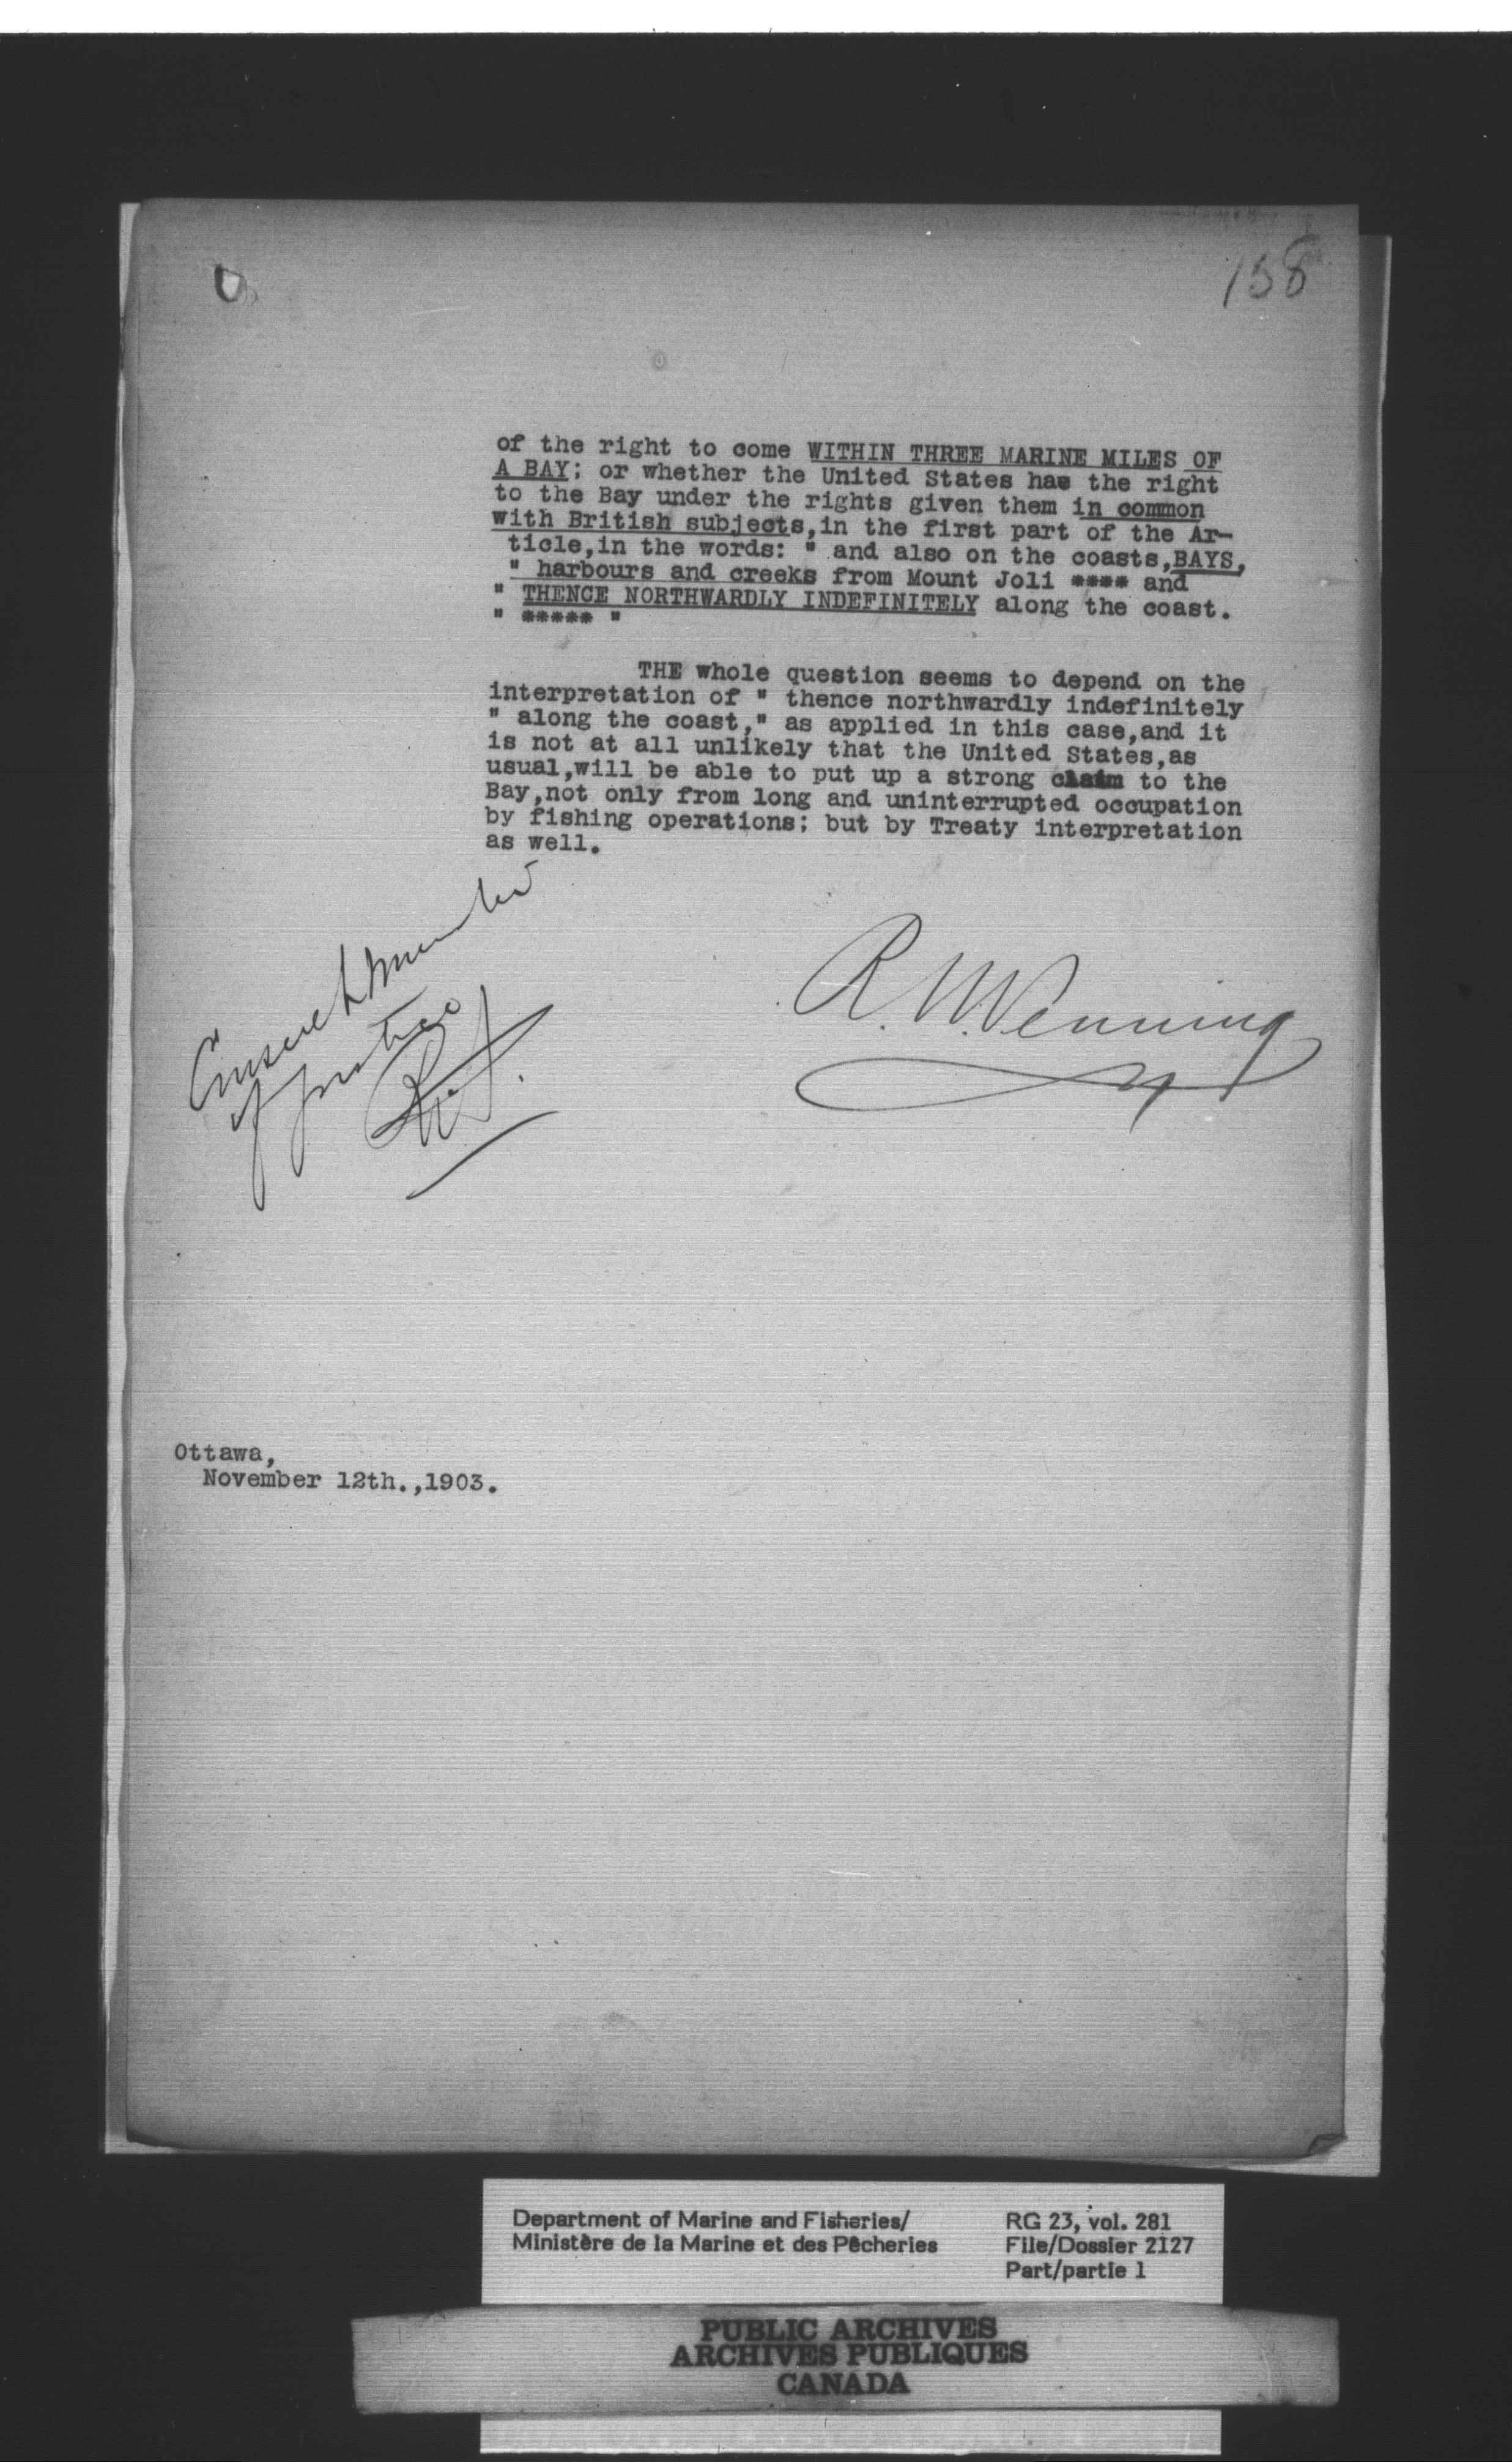 158
of the right to come WITHIN THREE MARINE MILES OF
A BAY; or whether the United States has the right
to the Bay under the rights given them in common
with British subjects,in the first part of the Ar-
ticle,in the words: " and also on the coasts,BAYS,
" harbours and creeks from Mount Joli **** and
" THENCE NORTHWARDLY INDEFINITELY along the coast.
" ***** "
THE whole question seems to depend on the
interpretation of " thence northwardly indefinitely
" along the coast," as applied in this case,and it
is not at all unlikely that the United States,as
usual,will be able to put up a strong claim to the
Bay,not only from long and uninterrupted occupation
by fishing operations; but by Treaty interpretation
as well.
of Justice
R. N. Venning
Ottawa,
November 12th.,1903.
Department of Marine and Fisheries/
Ministère de la Marine et des Pêcheries
RG 23, vol. 281
File/Dossier 2127
Part/partie 1
PUBLIC ARCHIVES
ARCHIVES PUBLIQUES
CANADA